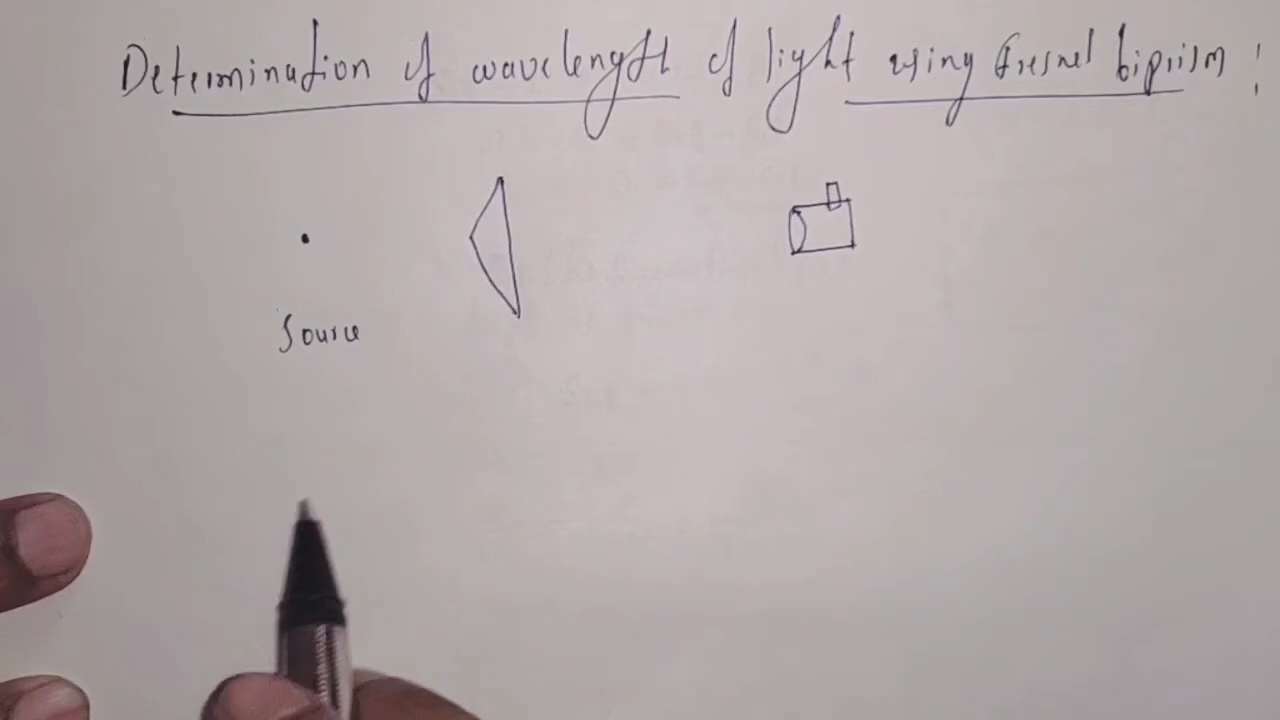 Determination of wavelength of light using Fresnel biprism :
Source